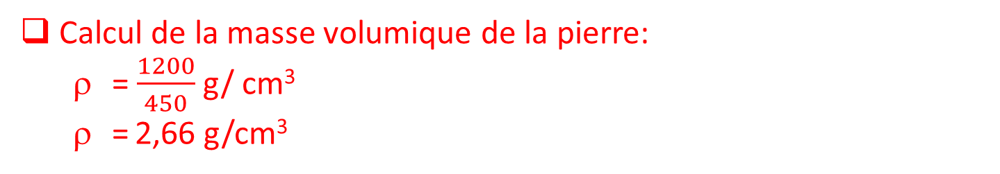 ❑ Calcul de la masse volumique de la pierre:
ρ = 1200/450 g/ cm³
ρ = 2,66 g/cm³